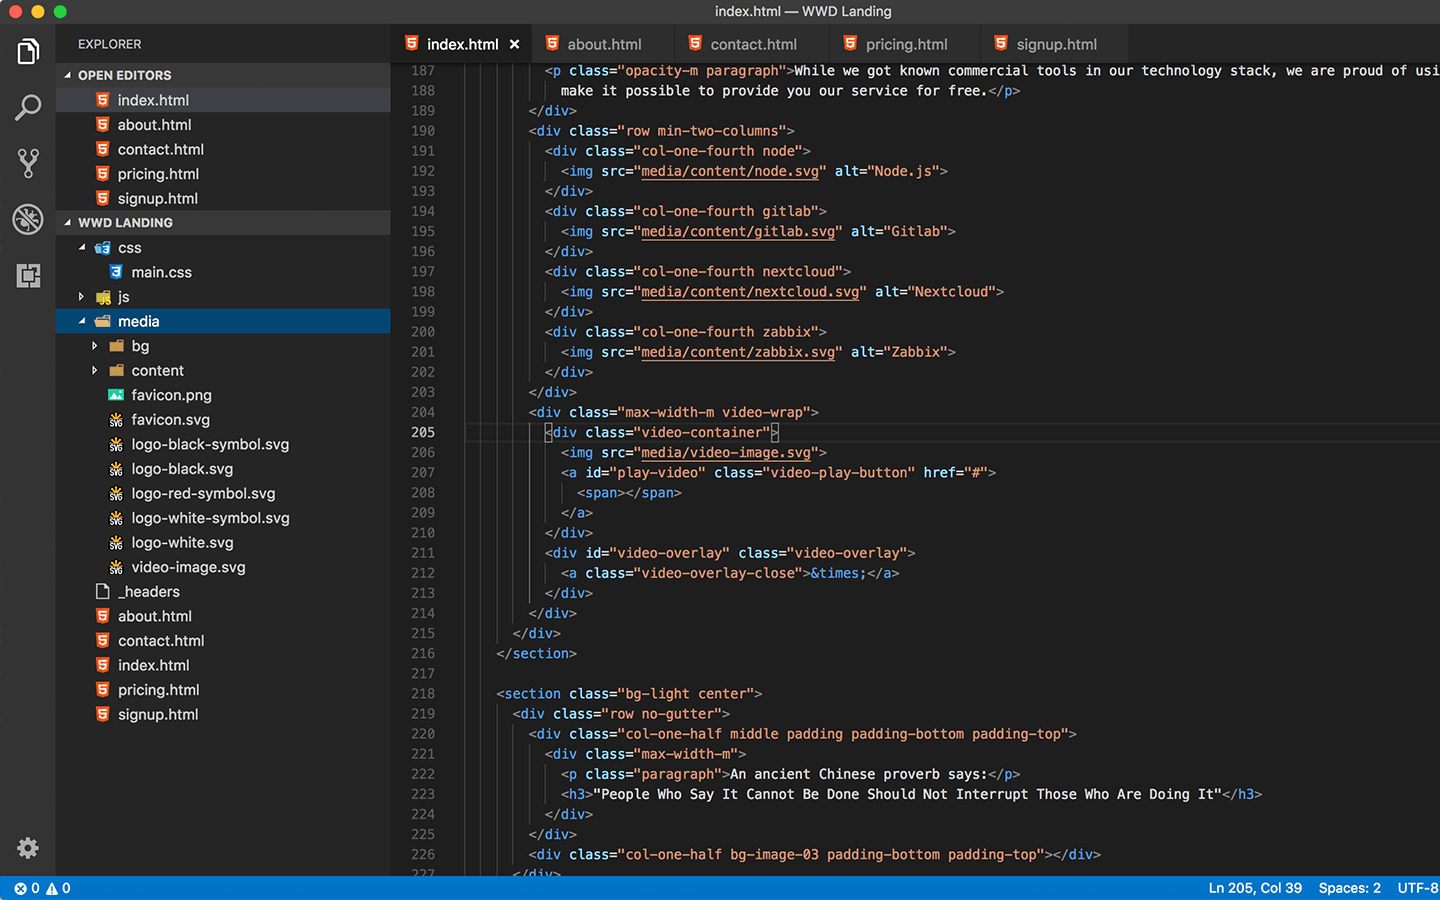 index.html — WWD Landing
EXPLORER
OPEN EDITORS
index.html
about.html
contact.html
pricing.html
signup.html
WWD LANDING
css
main.css
js
media
bg
content
favicon.png
favicon.svg
logo-black-symbol.svg
logo-black.svg
logo-red-symbol.svg
logo-white-symbol.svg
logo-white.svg
video-image.svg
_headers
about.html
contact.html
index.html
pricing.html
signup.html
index.html × about.html contact.html pricing.html signup.html
187 <p class="opacity-m paragraph">While we got known commercial tools in our technology stack, we are proud of usi
188 make it possible to provide you our service for free.</p>
189 </div>
190 <div class="row min-two-columns">
191 <div class="col-one-fourth node">
192 <img src="media/content/node.svg" alt="Node.js">
193 </div>
194 <div class="col-one-fourth gitlab">
195 <img src="media/content/gitlab.svg" alt="Gitlab">
196 </div>
197 <div class="col-one-fourth nextcloud">
198 <img src="media/content/nextcloud.svg" alt="Nextcloud">
199 </div>
200 <div class="col-one-fourth zabbix">
201 <img src="media/content/zabbix.svg" alt="Zabbix">
202 </div>
203 </div>
204 <div class="max-width-m video-wrap">
205 <div class="video-container">
206 <img src="media/video-image.svg">
207 <a id="play-video" class="video-play-button" href="#">
208 <span></span>
209 </a>
210 </div>
211 <div id="video-overlay" class="video-overlay">
212 <a class="video-overlay-close">&times;</a>
213 </div>
214 </div>
215 </div>
216 </section>
217
218 <section class="bg-light center">
219 <div class="row no-gutter">
220 <div class="col-one-half middle padding padding-bottom padding-top">
221 <div class="max-width-m">
222 <p class="paragraph">An ancient Chinese proverb says:</p>
223 <h3>"People Who Say It Cannot Be Done Should Not Interrupt Those Who Are Doing It"</h3>
224 </div>
225 </div>
226 <div class="col-one-half bg-image-03 padding-bottom padding-top"></div>
227 </div>
0 0
Ln 205, Col 39 Spaces: 2 UTF-8